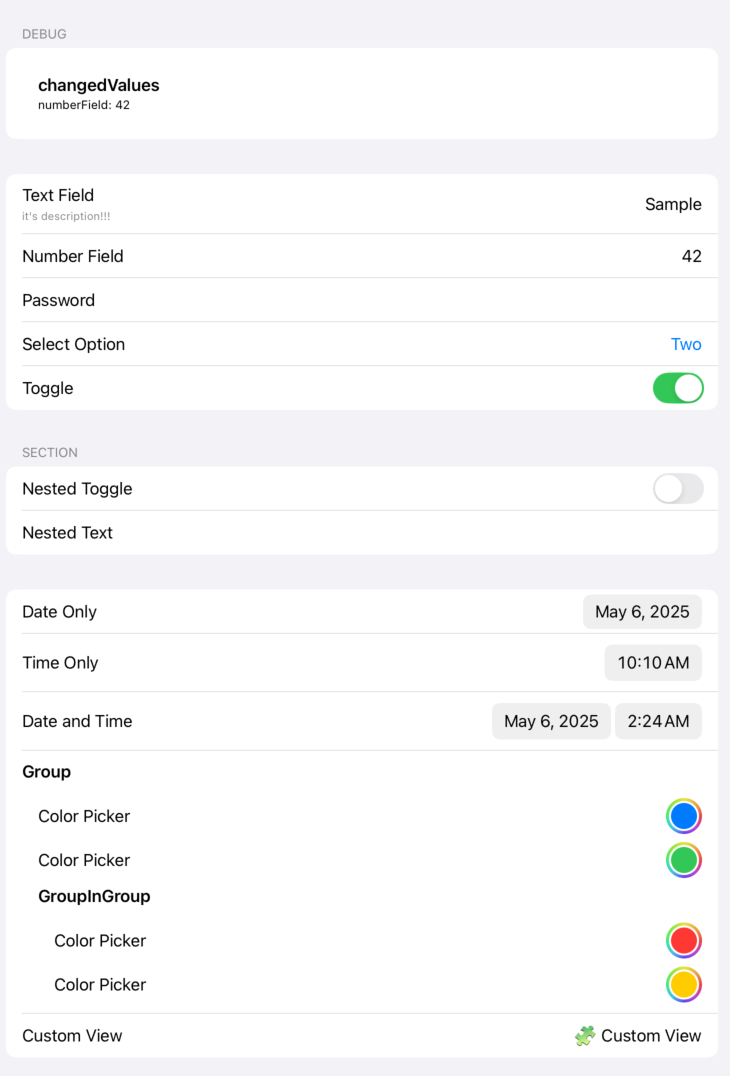 DEBUG
changedValues
numberField: 42
Text Field
it's description!!!
Sample
Number Field 42
Password
Select Option Two
Toggle
SECTION
Nested Toggle
Nested Text
Date Only May 6, 2025
Time Only 10:10 AM
Date and Time May 6, 2025 2:24 AM
Group
Color Picker
Color Picker
GroupInGroup
Color Picker
Color Picker
Custom View Custom View